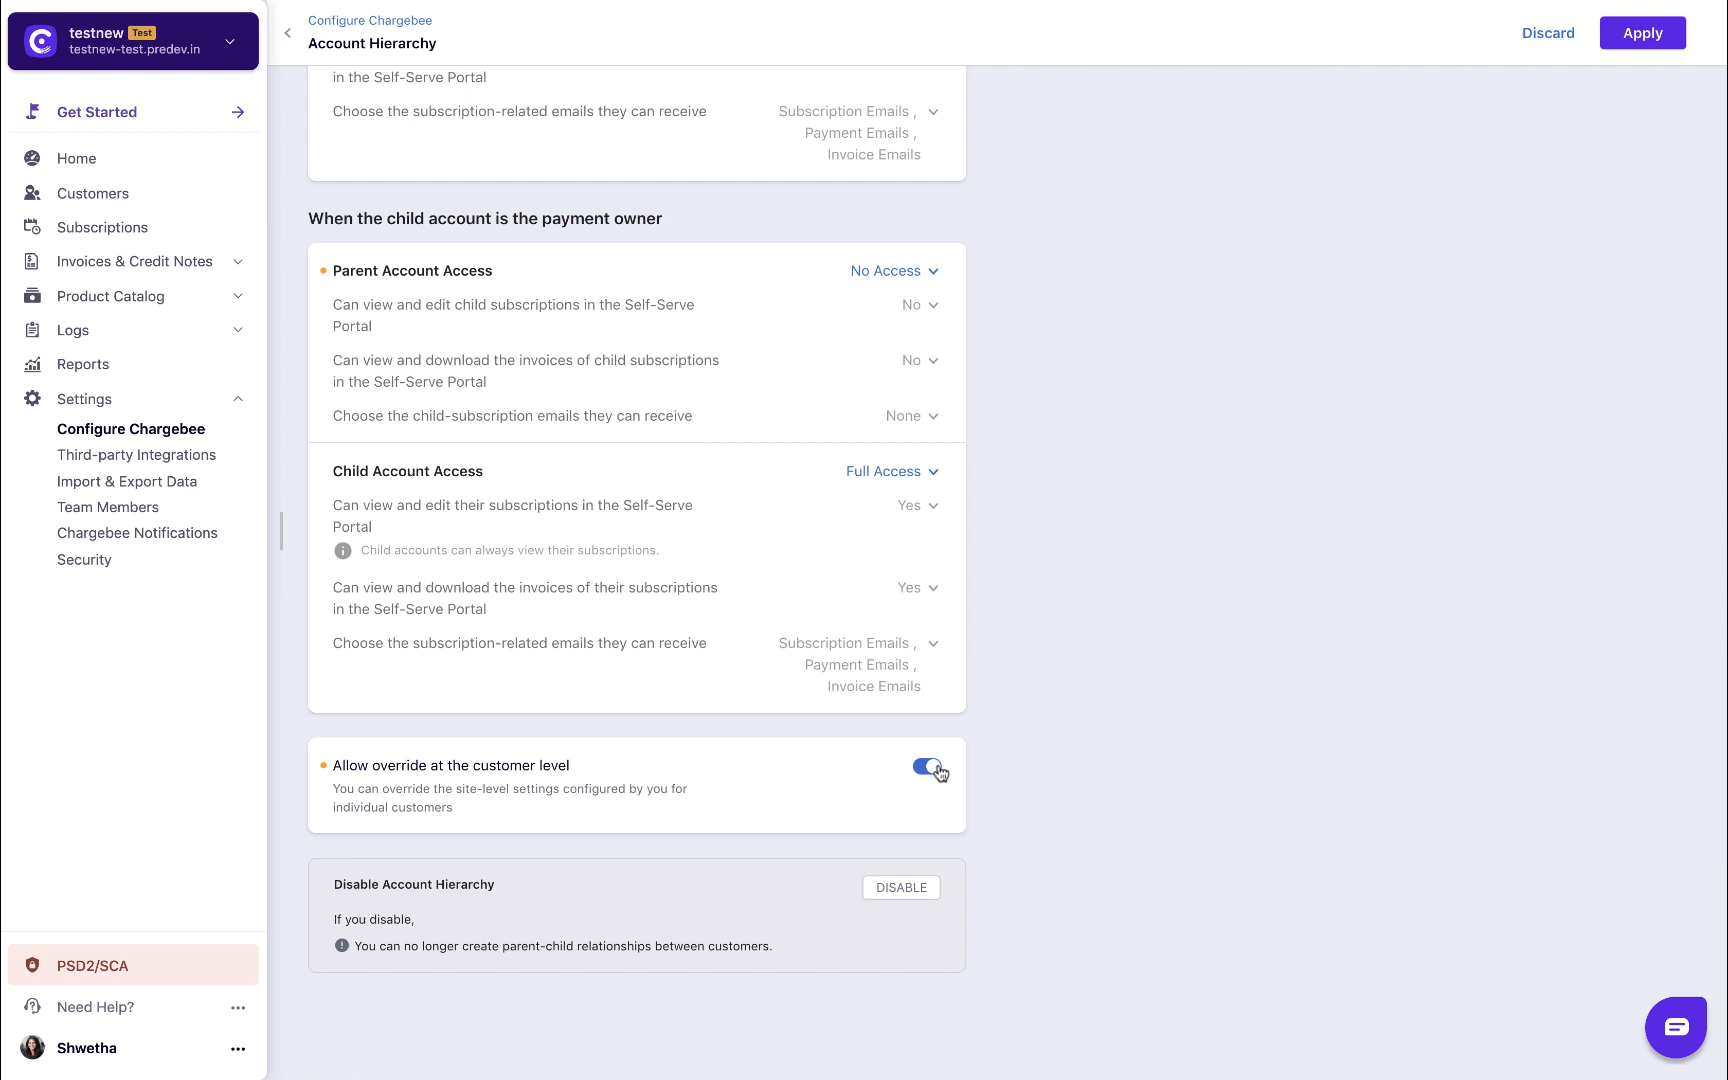 testnew Test
testnew-test.predev.in
Get Started
Home
Customers
Subscriptions
Invoices & Credit Notes
Product Catalog
Logs
Reports
Settings
Configure Chargebee
Third-party Integrations
Import & Export Data
Team Members
Chargebee Notifications
Security
PSD2/SCA
Need Help?
Shwetha
Configure Chargebee
Account Hierarchy
Discard
Apply
in the Self-Serve Portal
Choose the subscription-related emails they can receive
Subscription Emails ,
Payment Emails ,
Invoice Emails
When the child account is the payment owner
Parent Account Access
No Access
Can view and edit child subscriptions in the Self-Serve
Portal
No
Can view and download the invoices of child subscriptions
in the Self-Serve Portal
No
Choose the child-subscription emails they can receive
None
Child Account Access
Full Access
Can view and edit their subscriptions in the Self-Serve
Portal
Yes
Child accounts can always view their subscriptions.
Can view and download the invoices of their subscriptions
in the Self-Serve Portal
Yes
Choose the subscription-related emails they can receive
Subscription Emails ,
Payment Emails ,
Invoice Emails
Allow override at the customer level
You can override the site-level settings configured by you for
individual customers
Disable Account Hierarchy
DISABLE
If you disable,
You can no longer create parent-child relationships between customers.